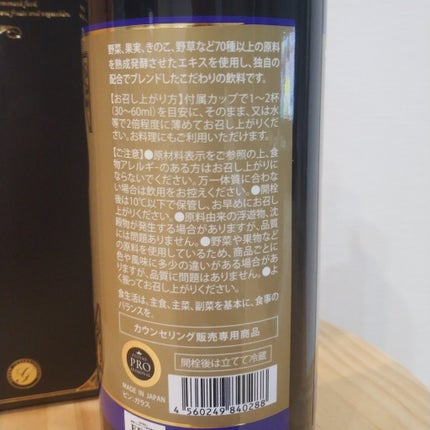 野菜、果実、きのこ、野草など70種以上の原料
を熟成発酵させたエキスを使用し、独自の
配合でブレンドしたこだわりの飲料です。
【お召し上がり方】付属カップで1〜2杯
(30〜60ml)を目安に、そのまま、又は水
等で2倍程度に薄めてお召し上がりくださ
い。お料理にもご利用いただけます。
【ご注意】●原材料表示をご参照の上、食
物アレルギーのある方はお召し上がりに
ならないでください。万一体質に合わな
い場合は飲用をお控えください。●開栓
後は10℃以下で保管し、お早めにお召し
上がりください。●原料由来の浮遊物、沈
殿物が発生する場合がありますが、品質
には問題ありません。●野菜や果物など
の原料を使用しているため、商品ごとに
色や風味に多少の違いがある場合があ
りますが、品質に問題はありません。●よ
く振ってお召し上がりください。
食生活は、主食、主菜、副菜を基本に、食事の
バランスを。
カウンセリング販売専用商品
PRO
開栓後は立てて冷蔵
MADE IN JAPAN
ビン:ガラス
4 560249 840288